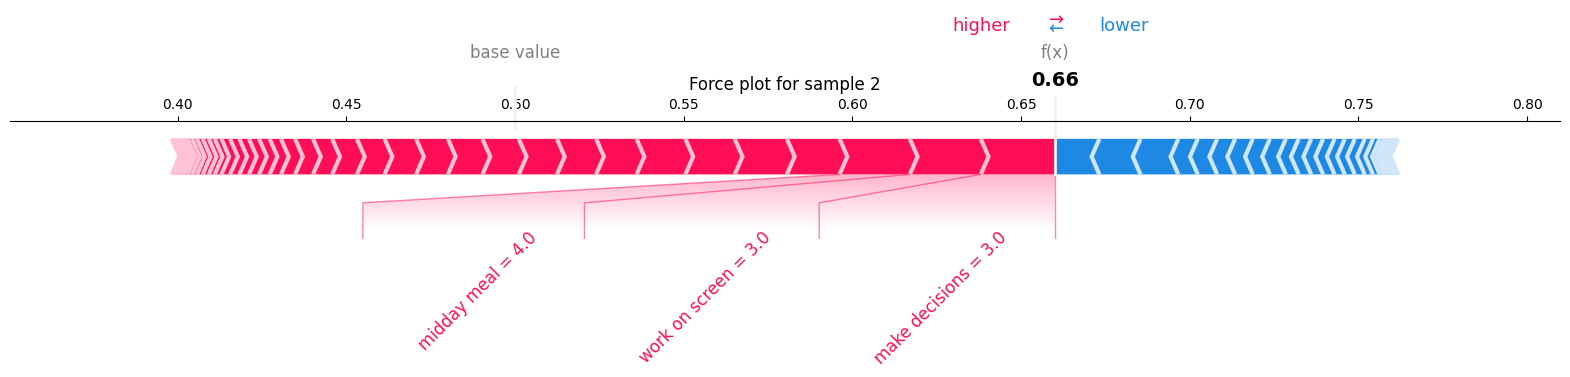 higher ⇄ lower
base value f(x)
Force plot for sample 2 0.66
0.40 0.45 0.50 0.55 0.60 0.65 0.70 0.75 0.80
midday meal = 4.0
work on screen = 3.0
make decisions = 3.0